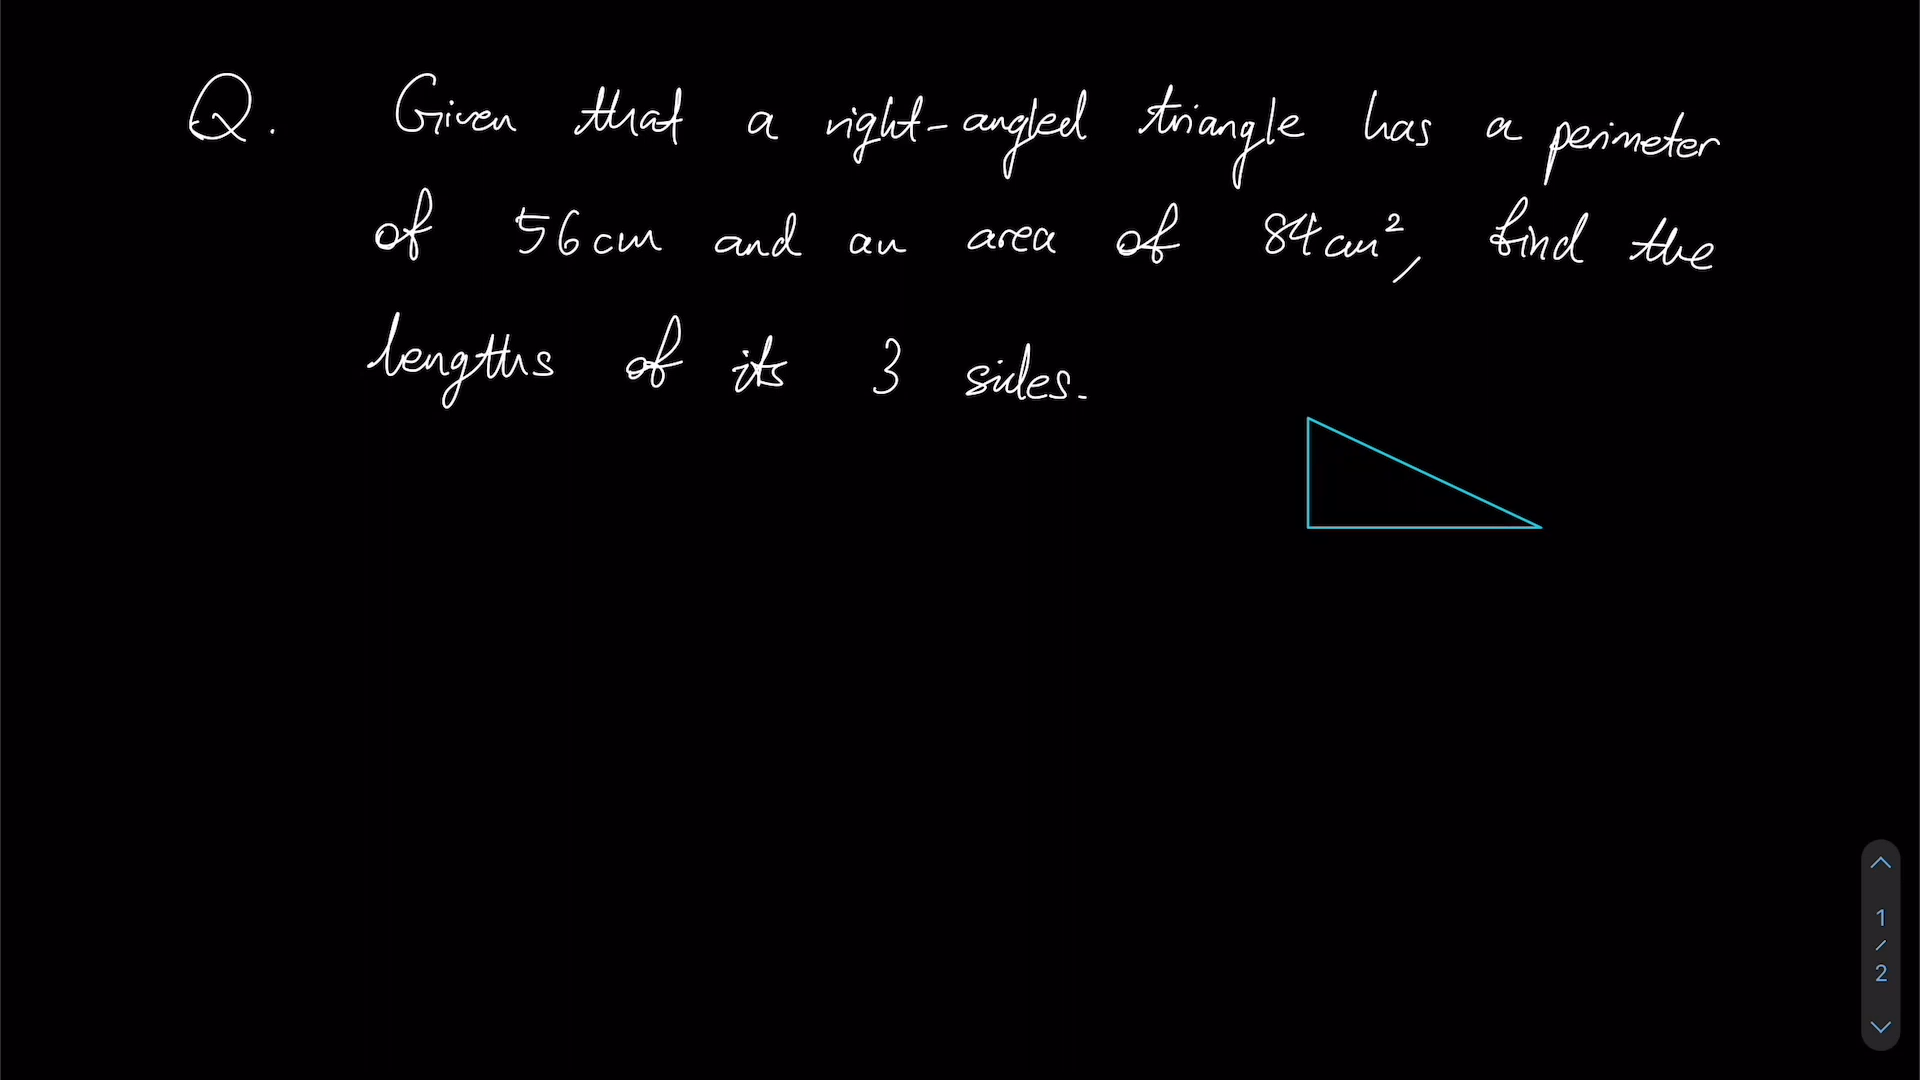 Q. Given that a right-angled triangle has a perimeter
of 56cm and an area of 84cm², find the
lengths of its 3 sides.
1
/
2